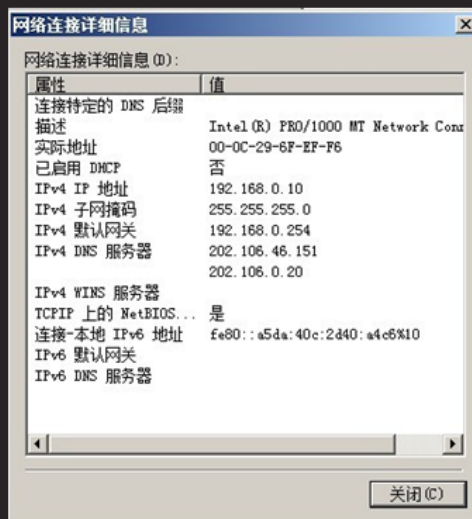 网络连接详细信息
网络连接详细信息(D):
属性 值
连接特定的 DNS 后缀
描述 Intel(R) PRO/1000 MT Network Conn
实际地址 00-0C-29-6F-EF-F6
已启用 DHCP 否
IPv4 IP 地址 192.168.0.10
IPv4 子网掩码 255.255.255.0
IPv4 默认网关 192.168.0.254
IPv4 DNS 服务器 202.106.46.151
202.106.0.20
IPv4 WINS 服务器
TCPIP 上的 NetBIOS... 是
连接-本地 IPv6 地址 fe80::a5da:40c:2d40:a4c6%10
IPv6 默认网关
IPv6 DNS 服务器
关闭(C)